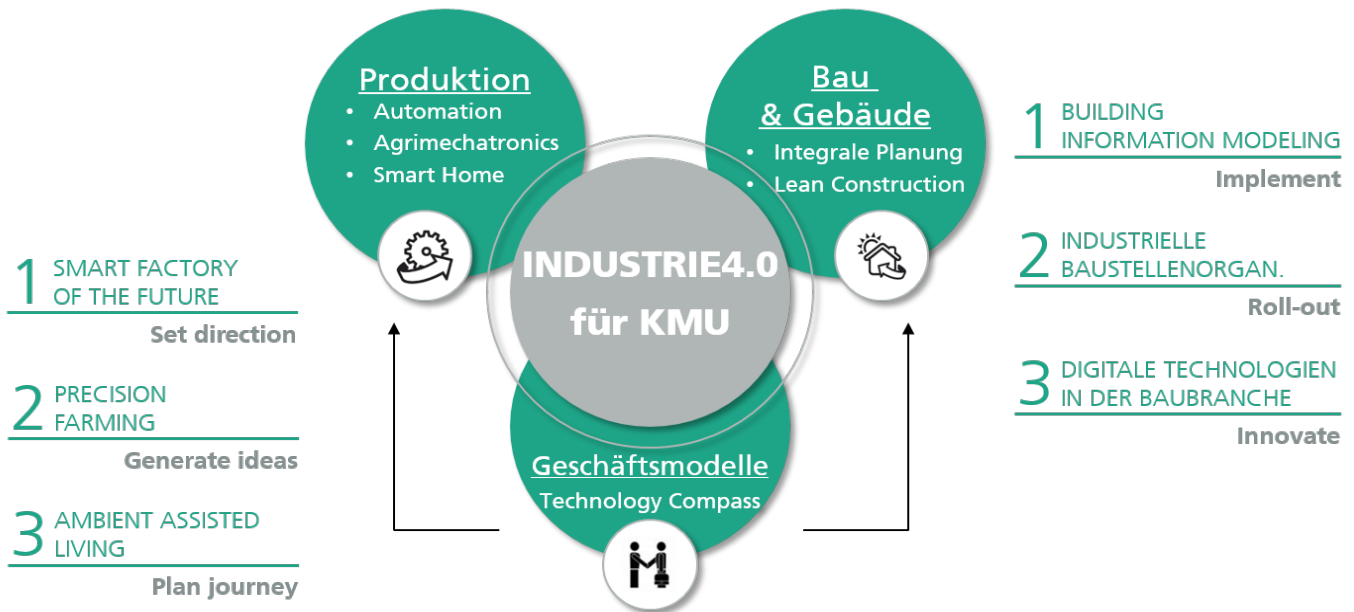 Produktion
• Automation
• Agrimechatronics
• Smart Home
Bau
& Gebäude
• Integrale Planung
• Lean Construction
INDUSTRIE4.0
für KMU
Geschäftsmodelle
Technology Compass
1 SMART FACTORY
OF THE FUTURE
Set direction
2 PRECISION
FARMING
Generate ideas
3 AMBIENT ASSISTED
LIVING
Plan journey
1 BUILDING
INFORMATION MODELING
Implement
2 INDUSTRIELLE
BAUSTELLENORGAN.
Roll-out
3 DIGITALE TECHNOLOGIEN
IN DER BAUBRANCHE
Innovate